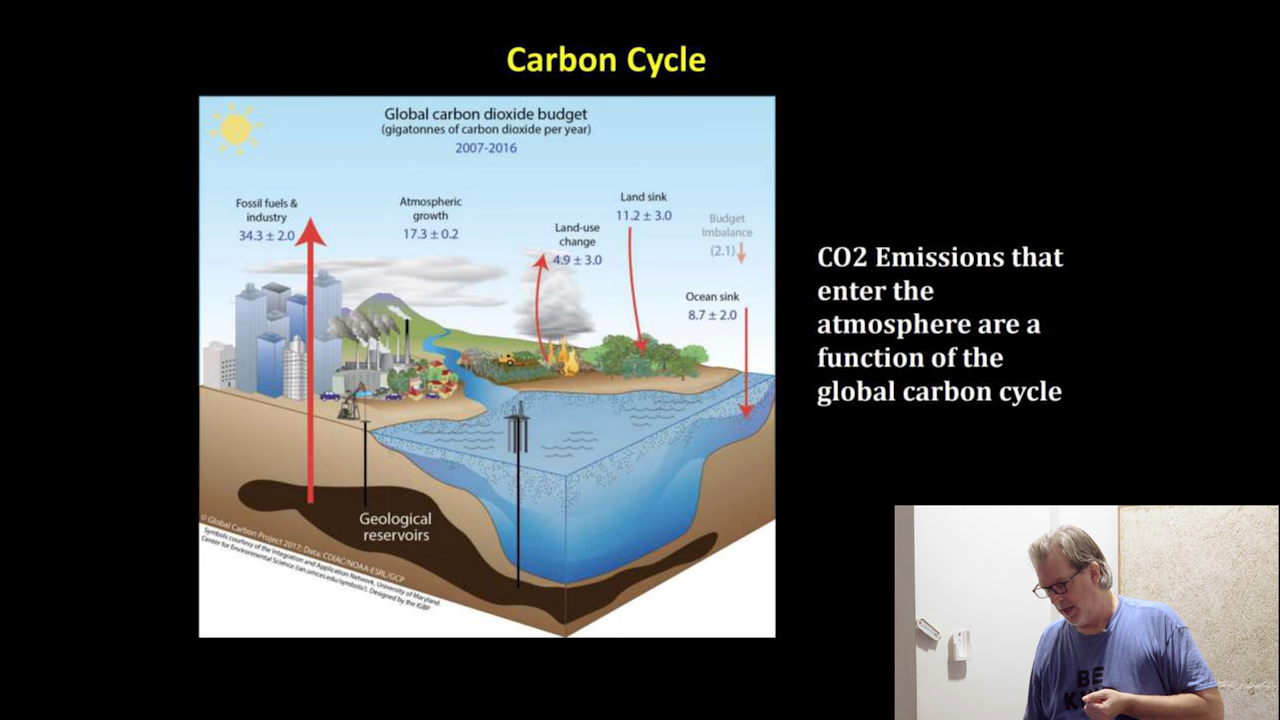 Carbon Cycle
Global carbon dioxide budget
(gigatonnes of carbon dioxide per year)
2007-2016
Fossil fuels &
industry
34.3 ± 2.0
Atmospheric
growth
17.3 ± 0.2
Land-use
change
4.9 ± 3.0
Land sink
11.2 ± 3.0
Budget
Imbalance
(2.1)
Ocean sink
8.7 ± 2.0
Geological
reservoirs
© Global Carbon Project 2017; Data: CDIAC/NOAA-ESRL/GCP
Symbols courtesy of the Integration and Application Network, University of Maryland
Center for Environmental Science (ian.umces.edu/symbols/). Designed by the IGBP
CO2 Emissions that
enter the
atmosphere are a
function of the
global carbon cycle
BE